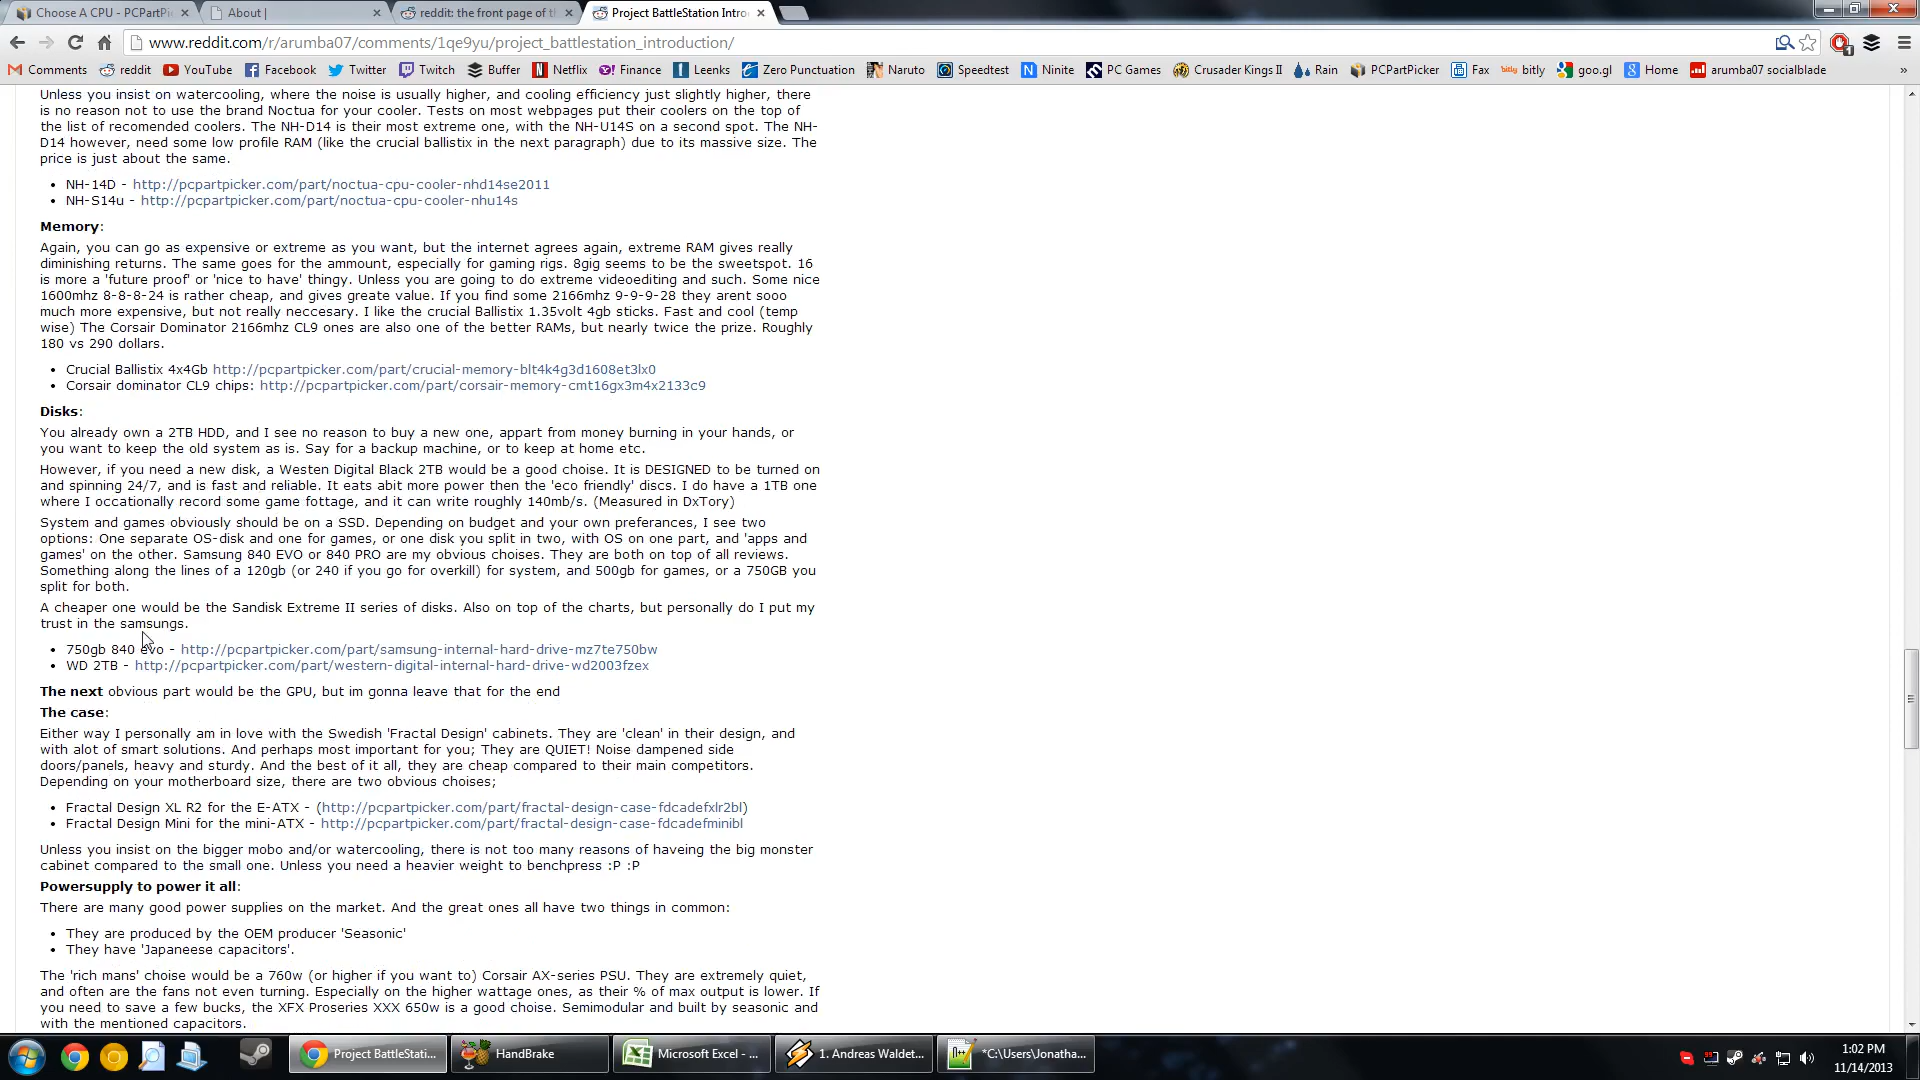 Choose A CPU - PCPartPi
About |
reddit: the front page of th
Project BattleStation Intro
www.reddit.com/r/arumba07/comments/1qe9yu/project_battlestation_introduction/
Comments reddit YouTube Facebook Twitter Twitch Buffer Netflix Finance Leenks Zero Punctuation Naruto Speedtest Ninite PC Games Crusader Kings II Rain PCPartPicker Fax bitly goo.gl Home arumba07 socialblade »
Unless you insist on watercooling, where the noise is usually higher, and cooling efficiency just slightly higher, there
is no reason not to use the brand Noctua for your cooler. Tests on most webpages put their coolers on the top of
the list of recomended coolers. The NH-D14 is their most extreme one, with the NH-U14S on a second spot. The NH-
D14 however, need some low profile RAM (like the crucial ballistix in the next paragraph) due to its massive size. The
price is just about the same.
• NH-14D - http://pcpartpicker.com/part/noctua-cpu-cooler-nhd14se2011
• NH-S14u - http://pcpartpicker.com/part/noctua-cpu-cooler-nhu14s
Memory:
Again, you can go as expensive or extreme as you want, but the internet agrees again, extreme RAM gives really
diminishing returns. The same goes for the ammount, especially for gaming rigs. 8gig seems to be the sweetspot. 16
is more a 'future proof' or 'nice to have' thingy. Unless you are going to do extreme videoediting and such. Some nice
1600mhz 8-8-8-24 is rather cheap, and gives greate value. If you find some 2166mhz 9-9-9-28 they arent sooo
much more expensive, but not really neccesary. I like the crucial Ballistix 1.35volt 4gb sticks. Fast and cool (temp
wise) The Corsair Dominator 2166mhz CL9 ones are also one of the better RAMs, but nearly twice the prize. Roughly
180 vs 290 dollars.
• Crucial Ballistix 4x4Gb http://pcpartpicker.com/part/crucial-memory-blt4k4g3d1608et3lx0
• Corsair dominator CL9 chips: http://pcpartpicker.com/part/corsair-memory-cmt16gx3m4x2133c9
Disks:
You already own a 2TB HDD, and I see no reason to buy a new one, appart from money burning in your hands, or
you want to keep the old system as is. Say for a backup machine, or to keep at home etc.
However, if you need a new disk, a Westen Digital Black 2TB would be a good choise. It is DESIGNED to be turned on
and spinning 24/7, and is fast and reliable. It eats abit more power then the 'eco friendly' discs. I do have a 1TB one
where I occationally record some game fottage, and it can write roughly 140mb/s. (Measured in DxTory)
System and games obviously should be on a SSD. Depending on budget and your own preferances, I see two
options: One separate OS-disk and one for games, or one disk you split in two, with OS on one part, and 'apps and
games' on the other. Samsung 840 EVO or 840 PRO are my obvious choises. They are both on top of all reviews.
Something along the lines of a 120gb (or 240 if you go for overkill) for system, and 500gb for games, or a 750GB you
split for both.
A cheaper one would be the Sandisk Extreme II series of disks. Also on top of the charts, but personally do I put my
trust in the samsungs.
• 750gb 840 evo - http://pcpartpicker.com/part/samsung-internal-hard-drive-mz7te750bw
• WD 2TB - http://pcpartpicker.com/part/western-digital-internal-hard-drive-wd2003fzex
The next obvious part would be the GPU, but im gonna leave that for the end
The case:
Either way I personally am in love with the Swedish 'Fractal Design' cabinets. They are 'clean' in their design, and
with alot of smart solutions. And perhaps most important for you; They are QUIET! Noise dampened side
doors/panels, heavy and sturdy. And the best of it all, they are cheap compared to their main competitors.
Depending on your motherboard size, there are two obvious choises;
• Fractal Design XL R2 for the E-ATX - (http://pcpartpicker.com/part/fractal-design-case-fdcadefxlr2bl)
• Fractal Design Mini for the mini-ATX - http://pcpartpicker.com/part/fractal-design-case-fdcadefminibl
Unless you insist on the bigger mobo and/or watercooling, there is not too many reasons of haveing the big monster
cabinet compared to the small one. Unless you need a heavier weight to benchpress :P :P
Powersupply to power it all:
There are many good power supplies on the market. And the great ones all have two things in common:
• They are produced by the OEM producer 'Seasonic'
• They have 'Japaneese capacitors'.
The 'rich mans' choise would be a 760w (or higher if you want to) Corsair AX-series PSU. They are extremely quiet,
and often are the fans not even turning. Especially on the higher wattage ones, as their % of max output is lower. If
you need to save a few bucks, the XFX Proseries XXX 650w is a good choise. Semimodular and built by seasonic and
with the mentioned capacitors.
Project BattleStati...
HandBrake
Microsoft Excel - ...
1. Andreas Waldet...
*C:\Users\Jonatha...
1:02 PM
11/14/2013